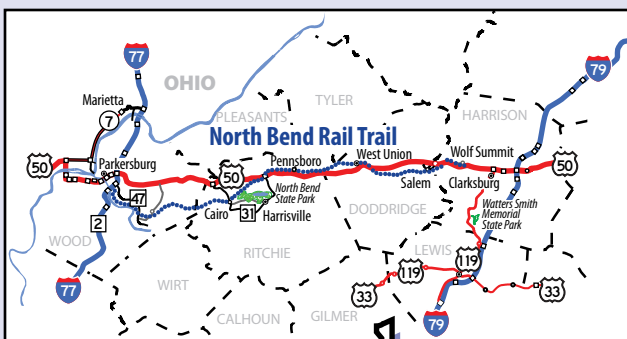 77
OHIO
79
Marietta
7
PLEASANTS
TYLER
HARRISON
North Bend Rail Trail
50
Parkersburg
50
Pennsboro
West Union
Wolf Summit
50
47
North Bend
State Park
Salem
Clarksburg
2
Cairo
31
Harrisville
DODDRIDGE
Watters Smith
Memorial
State Park
WOOD
RITCHIE
LEWIS
119
119
77
WIRT
33
33
CALHOUN
GILMER
79